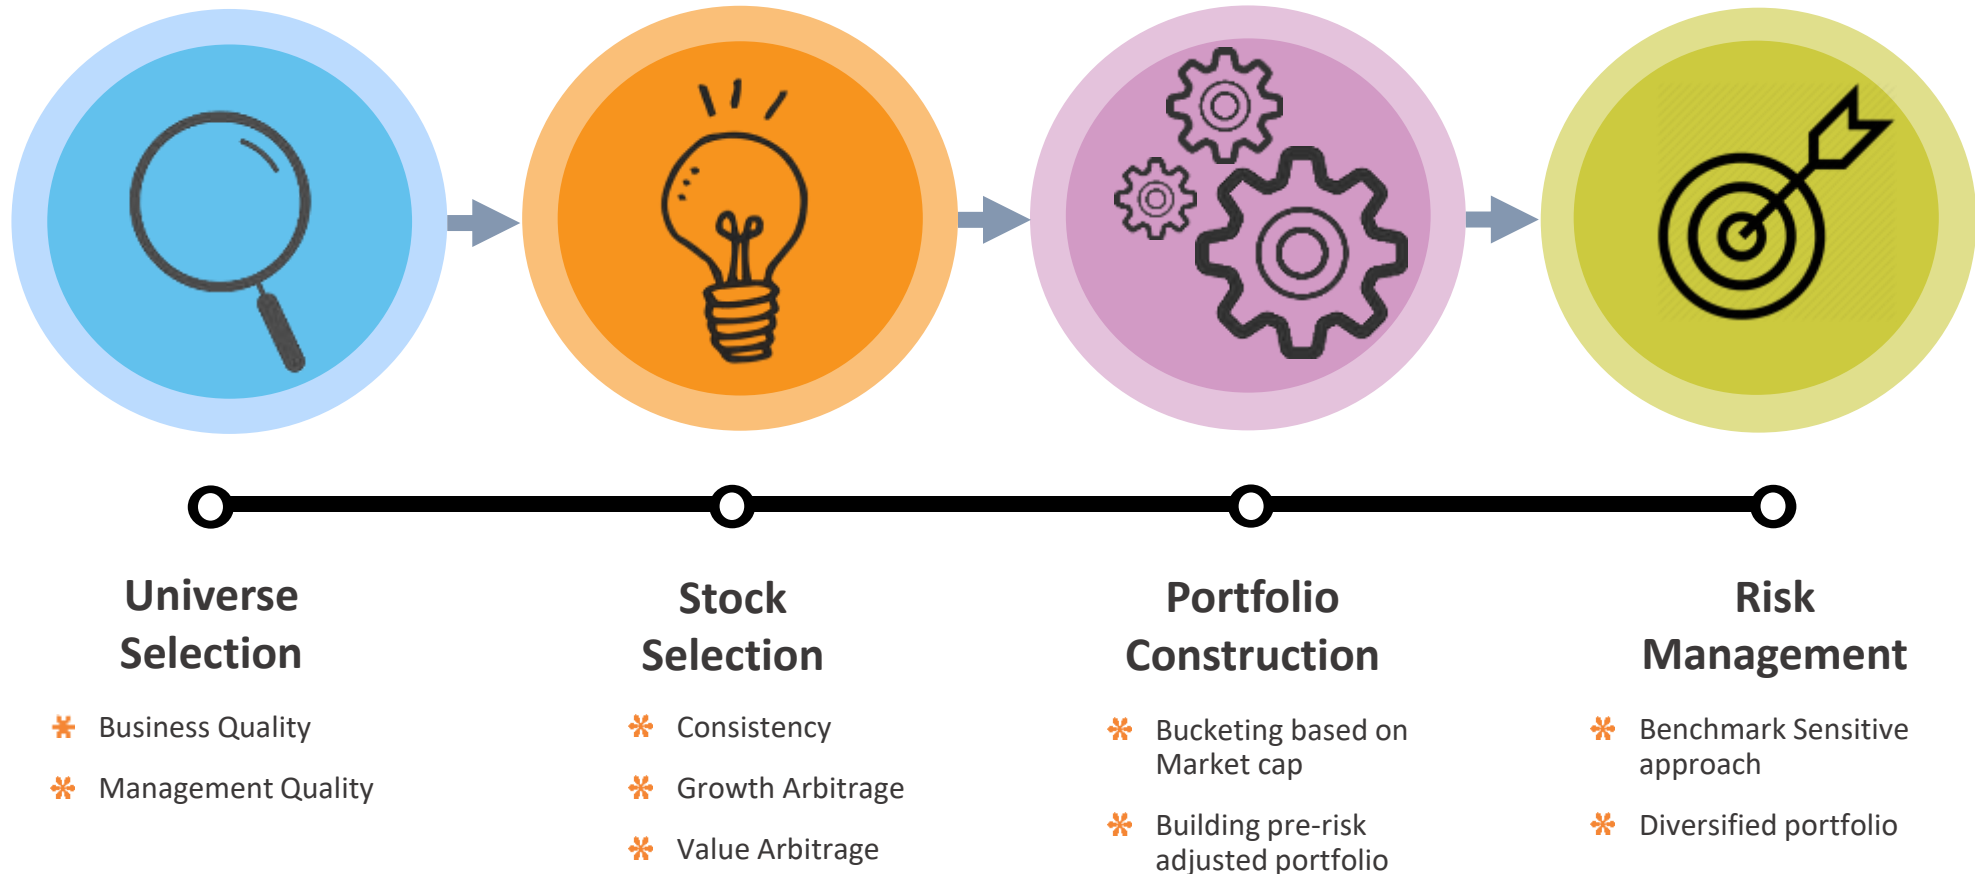 Universe
Selection
Business Quality
Management Quality
Stock
Selection
Consistency
Growth Arbitrage
Value Arbitrage
Portfolio
Construction
Bucketing based on
Market cap
Building pre-risk
adjusted portfolio
Risk
Management
Benchmark Sensitive
approach
Diversified portfolio